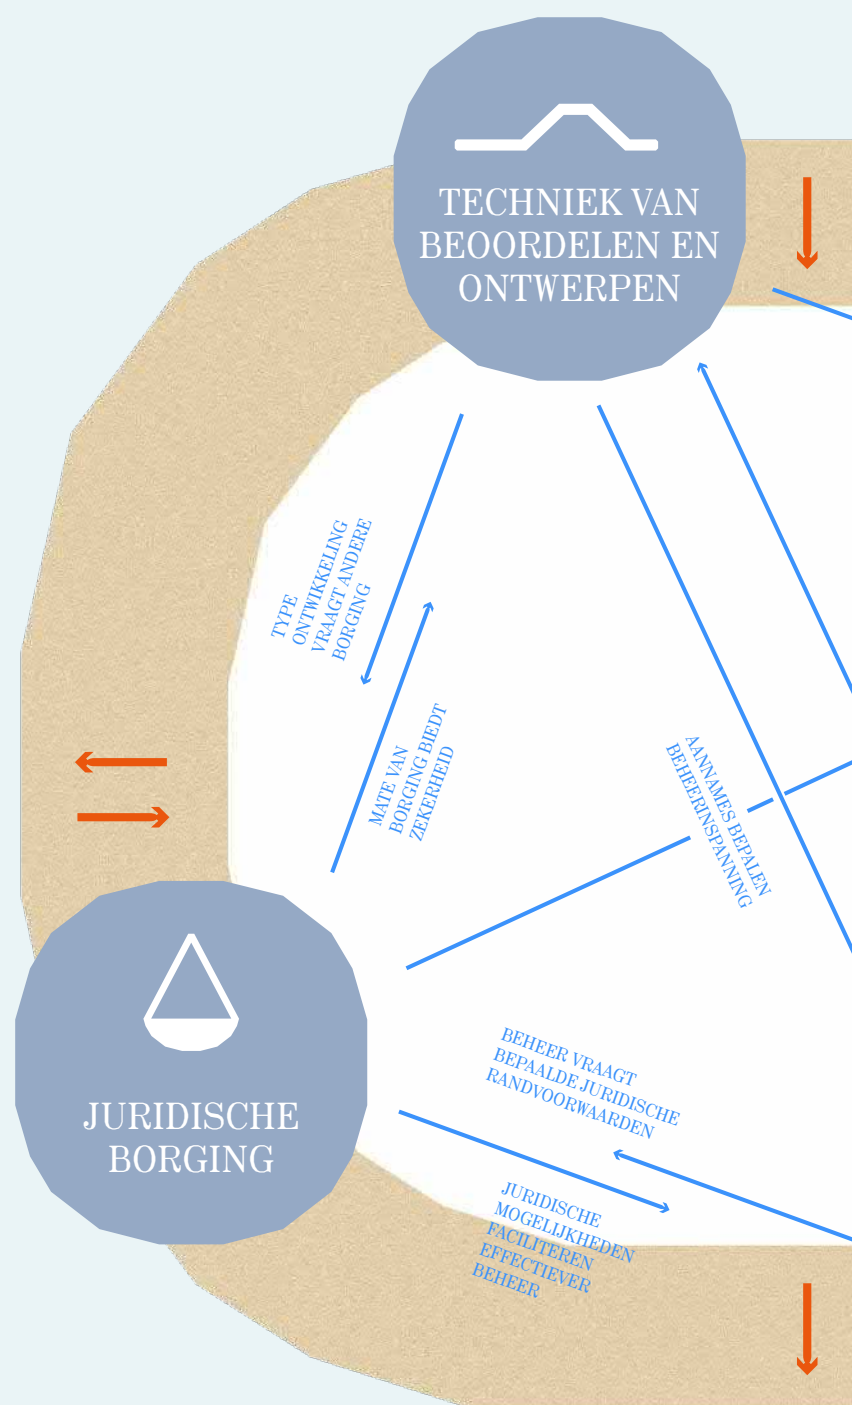 TECHNIEK VAN
BEOORDELEN EN
ONTWERPEN
TYPE
ONTWIKKELING
VRAAGT ANDERE
BORGING
MATE VAN
BORGING BIEDT
ZEKERHEID
AANNAMES BEPALEN
BEHEERINSPANNING
BEHEER VRAAGT
BEPAALDE JURIDISCHE
RANDVOORWAARDEN
JURIDISCHE
BORGING
JURIDISCHE
MOGELIJKHEDEN
FACILITEREN
EFFECTIEVER
BEHEER